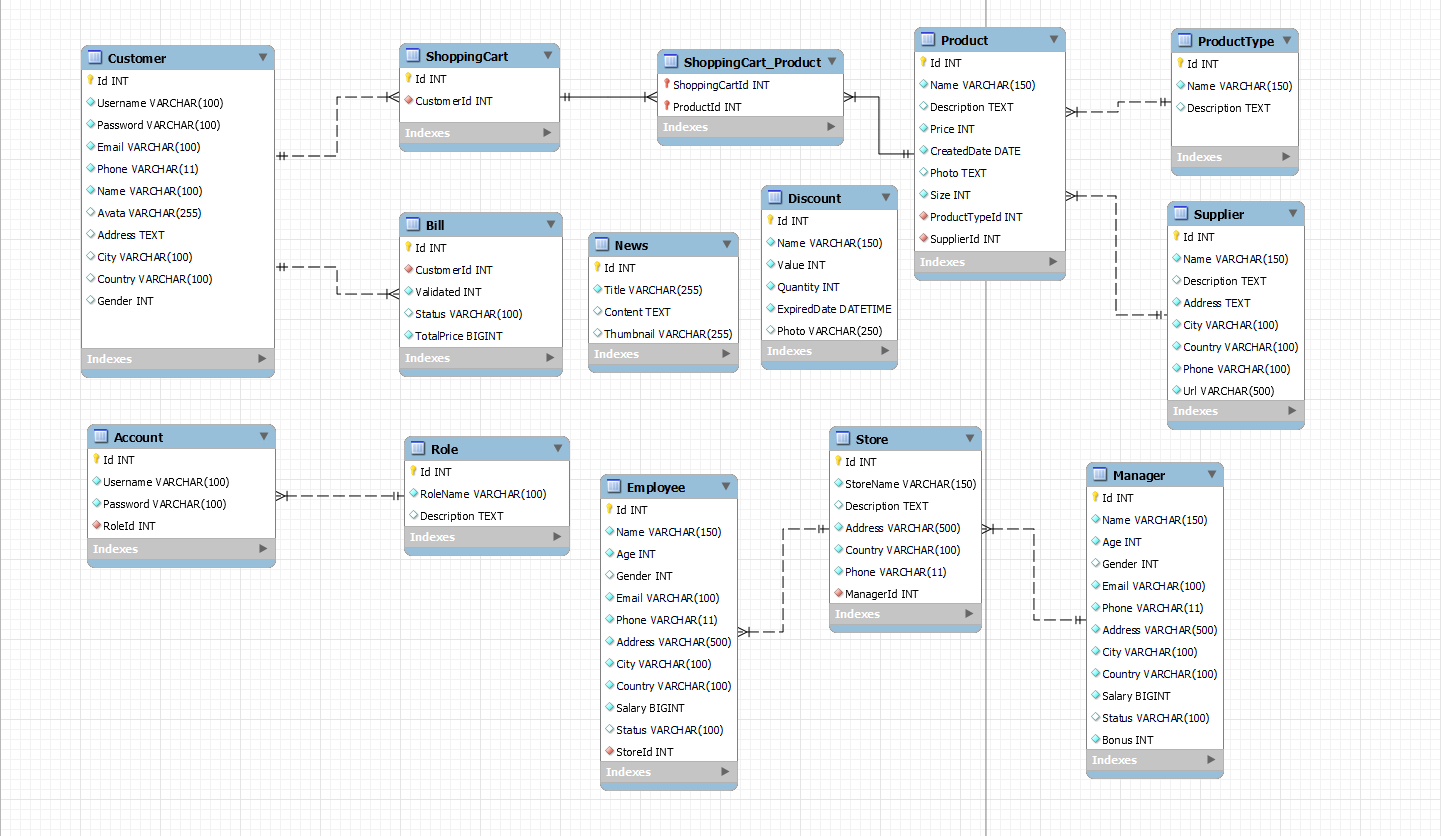 Customer
Id INT
Username VARCHAR(100)
Password VARCHAR(100)
Email VARCHAR(100)
Phone VARCHAR(11)
Name VARCHAR(100)
Avata VARCHAR(255)
Address TEXT
City VARCHAR(100)
Country VARCHAR(100)
Gender INT
Indexes
ShoppingCart
Id INT
CustomerId INT
Indexes
ShoppingCart_Product
ShoppingCartId INT
ProductId INT
Indexes
Product
Id INT
Name VARCHAR(150)
Description TEXT
Price INT
CreatedDate DATE
Photo TEXT
Size INT
ProductTypeId INT
SupplierId INT
Indexes
ProductType
Id INT
Name VARCHAR(150)
Description TEXT
Indexes
Bill
Id INT
CustomerId INT
Validated INT
Status VARCHAR(100)
TotalPrice BIGINT
Indexes
News
Id INT
Title VARCHAR(255)
Content TEXT
Thumbnail VARCHAR(255)
Indexes
Discount
Id INT
Name VARCHAR(150)
Value INT
Quantity INT
ExpiredDate DATETIME
Photo VARCHAR(250)
Indexes
Supplier
Id INT
Name VARCHAR(150)
Description TEXT
Address TEXT
City VARCHAR(100)
Country VARCHAR(100)
Phone VARCHAR(100)
Url VARCHAR(500)
Indexes
Account
Id INT
Username VARCHAR(100)
Password VARCHAR(100)
RoleId INT
Indexes
Role
Id INT
RoleName VARCHAR(100)
Description TEXT
Indexes
Employee
Id INT
Name VARCHAR(150)
Age INT
Gender INT
Email VARCHAR(100)
Phone VARCHAR(11)
Address VARCHAR(500)
City VARCHAR(100)
Country VARCHAR(100)
Salary BIGINT
Status VARCHAR(100)
StoreId INT
Indexes
Store
Id INT
StoreName VARCHAR(150)
Description TEXT
Address VARCHAR(500)
Country VARCHAR(100)
Phone VARCHAR(11)
ManagerId INT
Indexes
Manager
Id INT
Name VARCHAR(150)
Age INT
Gender INT
Email VARCHAR(100)
Phone VARCHAR(11)
Address VARCHAR(500)
City VARCHAR(100)
Country VARCHAR(100)
Salary BIGINT
Status VARCHAR(100)
Bonus INT
Indexes